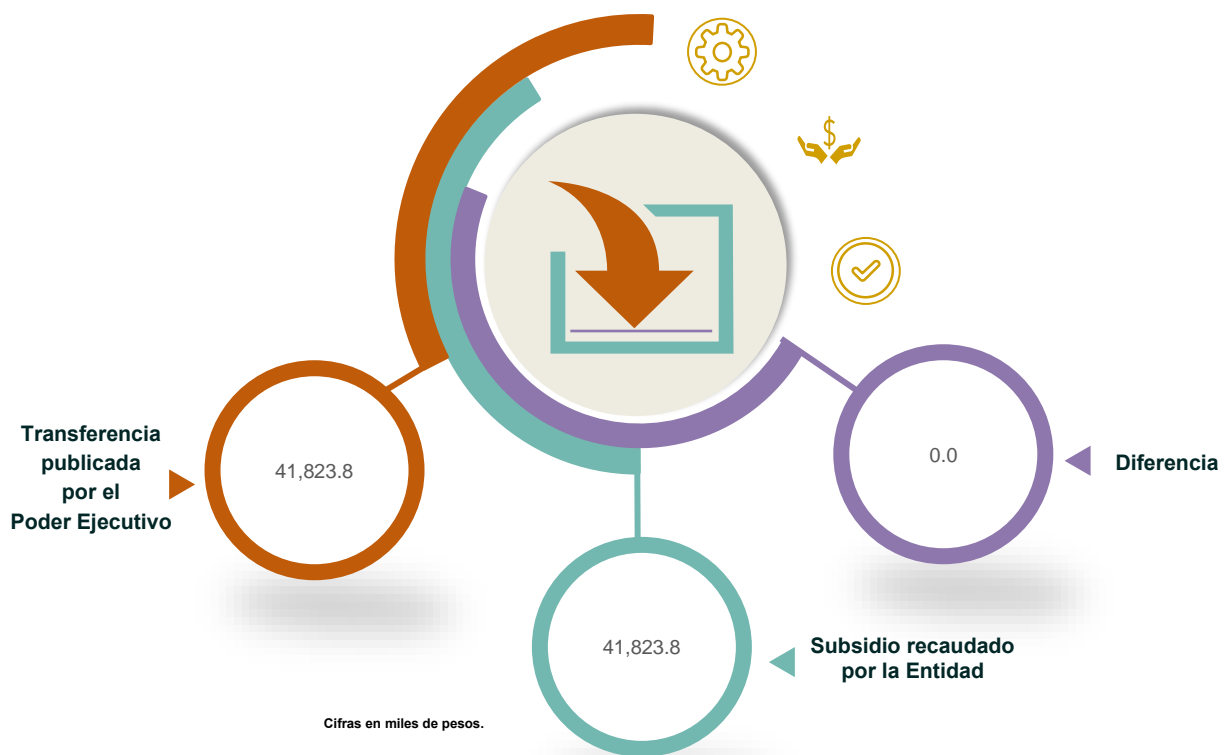 $
Transferencia
publicada
por el
Poder Ejecutivo
41,823.8
0.0
Diferencia
41,823.8
Subsidio recaudado
por la Entidad
Cifras en miles de pesos.